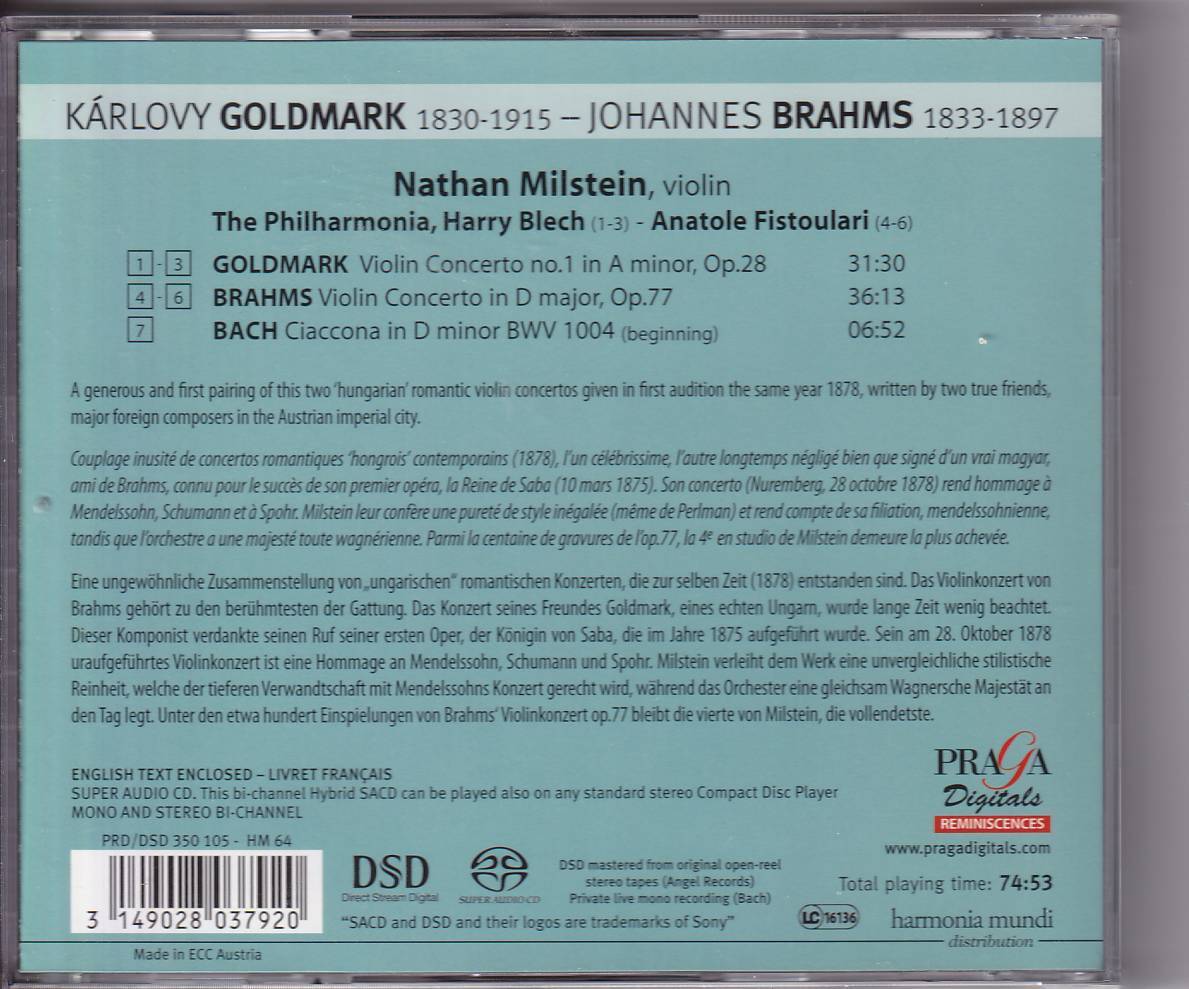 KÁRLOVY GOLDMARK 1830-1915 – JOHANNES BRAHMS 1833-1897
Nathan Milstein, violin
The Philharmonia, Harry Blech (1-3) - Anatole Fistoulari (4-6)
1 - 3 GOLDMARK Violin Concerto no.1 in A minor, Op.28 31:30
4 - 6 BRAHMS Violin Concerto in D major, Op.77 36:13
7 BACH Ciaccona in D minor BWV 1004 (beginning) 06:52
A generous and first pairing of this two ‘hungarian’ romantic violin concertos given in first audition the same year 1878, written by two true friends,
major foreign composers in the Austrian imperial city.
Couplage inusité de concertos romantiques ‘hongrois’ contemporains (1878), l’un célébrissime, l’autre longtemps négligé bien que signé d’un vrai magyar,
ami de Brahms, connu pour le succès de son premier opéra, la Reine de Saba (10 mars 1875). Son concerto (Nuremberg, 28 octobre 1878) rend hommage à
Mendelssohn, Schumann et à Spohr. Milstein leur confère une pureté de style inégalée (même de Perlman) et rend compte de sa filiation, mendelssohnienne,
tandis que l’orchestre a une majesté toute wagnérienne. Parmi la centaine de gravures de l’op.77, la 4e en studio de Milstein demeure la plus achevée.
Eine ungewöhnliche Zusammenstellung von „ungarischen“ romantischen Konzerten, die zur selben Zeit (1878) entstanden sind. Das Violinkonzert von
Brahms gehört zu den berühmtesten der Gattung. Das Konzert seines Freundes Goldmark, eines echten Ungarn, wurde lange Zeit wenig beachtet.
Dieser Komponist verdankte seinen Ruf seiner ersten Oper, der Königin von Saba, die im Jahre 1875 aufgeführt wurde. Sein am 28. Oktober 1878
uraufgeführtes Violinkonzert ist eine Hommage an Mendelssohn, Schumann und Spohr. Milstein verleiht dem Werk eine unvergleichliche stilistische
Reinheit, welche der tieferen Verwandtschaft mit Mendelssohns Konzert gerecht wird, während das Orchester eine gleichsam Wagnersche Majestät an
den Tag legt. Unter den etwa hundert Einspielungen von Brahms’ Violinkonzert op.77 bleibt die vierte von Milstein, die vollendetste.
ENGLISH TEXT ENCLOSED – LIVRET FRANÇAIS
SUPER AUDIO CD. This bi-channel Hybrid SACD can be played also on any standard stereo Compact Disc Player
MONO AND STEREO BI-CHANNEL
PRAGA
Digitals
REMINISCENCES
www.pragadigitals.com
PRD/DSD 350 105 - HM 64
3 149028 037920
DSD
Direct Stream Digital
SUPER AUDIO CD
DSD mastered from original open-reel
stereo tapes (Angel Records)
Private live mono recording (Bach)
“SACD and DSD and their logos are trademarks of Sony”
Total playing time: 74:53
LC 16136
harmonia mundi
distribution
Made in ECC Austria